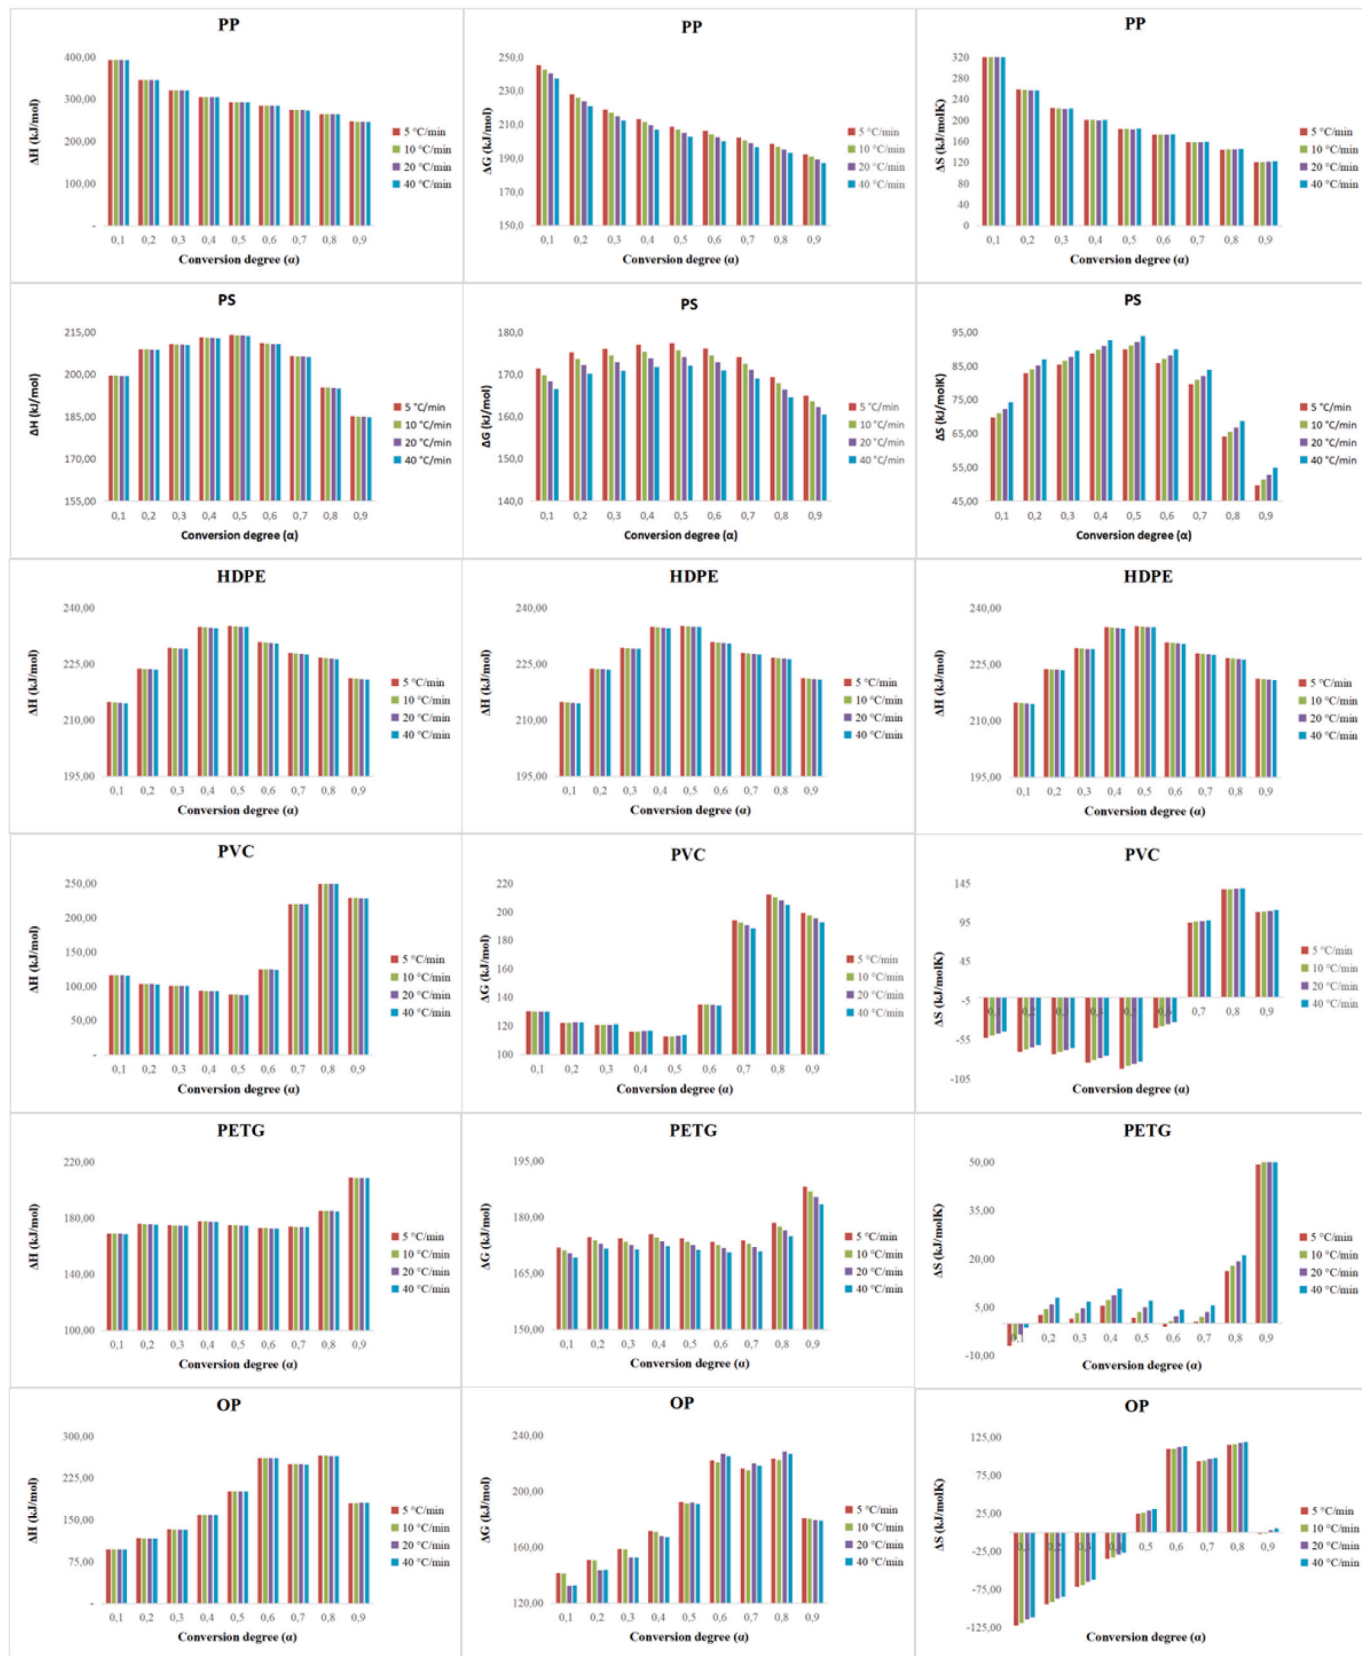 PP
ΔH (kJ/mol)
400,00
300,00
200,00
100,00
-
0,1 0,2 0,3 0,4 0,5 0,6 0,7 0,8 0,9
Conversion degree (α)
5 °C/min
10 °C/min
20 °C/min
40 °C/min
PP
ΔG (kJ/mol)
250,0
230,0
210,0
190,0
170,0
150,0
0,1 0,2 0,3 0,4 0,5 0,6 0,7 0,8 0,9
Conversion degree (α)
5 °C/min
10 °C/min
20 °C/min
40 °C/min
PP
ΔS (kJ/molK)
320
280
240
200
160
120
80
40
0
0,1 0,2 0,3 0,4 0,5 0,6 0,7 0,8 0,9
Conversion degree (α)
5 °C/min
10 °C/min
20 °C/min
40 °C/min
PS
ΔH (kJ/mol)
215,00
200,00
185,00
170,00
155,00
0,1 0,2 0,3 0,4 0,5 0,6 0,7 0,8 0,9
Conversion degree (α)
5 °C/min
10 °C/min
20 °C/min
40 °C/min
PS
ΔG (kJ/mol)
180,0
170,0
160,0
150,0
140,0
0,1 0,2 0,3 0,4 0,5 0,6 0,7 0,8 0,9
Conversion degree (α)
5 °C/min
10 °C/min
20 °C/min
40 °C/min
PS
ΔS (kJ/molK)
95,00
85,00
75,00
65,00
55,00
45,00
0,1 0,2 0,3 0,4 0,5 0,6 0,7 0,8 0,9
Conversion degree (α)
5 °C/min
10 °C/min
20 °C/min
40 °C/min
HDPE
ΔH (kJ/mol)
240,00
225,00
210,00
195,00
0,1 0,2 0,3 0,4 0,5 0,6 0,7 0,8 0,9
Conversion degree (α)
5 °C/min
10 °C/min
20 °C/min
40 °C/min
HDPE
ΔH (kJ/mol)
240,00
225,00
210,00
195,00
0,1 0,2 0,3 0,4 0,5 0,6 0,7 0,8 0,9
Conversion degree (α)
5 °C/min
10 °C/min
20 °C/min
40 °C/min
HDPE
ΔH (kJ/mol)
240,00
225,00
210,00
195,00
0,1 0,2 0,3 0,4 0,5 0,6 0,7 0,8 0,9
Conversion degree (α)
5 °C/min
10 °C/min
20 °C/min
40 °C/min
PVC
ΔH (kJ/mol)
250,00
200,00
150,00
100,00
50,00
-
0,1 0,2 0,3 0,4 0,5 0,6 0,7 0,8 0,9
Conversion degree (α)
5 °C/min
10 °C/min
20 °C/min
40 °C/min
PVC
ΔG (kJ/mol)
220
200
180
160
140
120
100
0,1 0,2 0,3 0,4 0,5 0,6 0,7 0,8 0,9
Conversion degree (α)
5 °C/min
10 °C/min
20 °C/min
40 °C/min
PVC
ΔS (kJ/molK)
145
95
45
-5
-55
-105
0,7 0,8 0,9
Conversion degree (α)
5 °C/min
10 °C/min
20 °C/min
40 °C/min
PETG
ΔH (kJ/mol)
220,00
180,00
140,00
100,00
0,1 0,2 0,3 0,4 0,5 0,6 0,7 0,8 0,9
Conversion degree (α)
5 °C/min
10 °C/min
20 °C/min
40 °C/min
PETG
ΔG (kJ/mol)
195,00
180,00
165,00
150,00
0,1 0,2 0,3 0,4 0,5 0,6 0,7 0,8 0,9
Conversion degree (α)
5 °C/min
10 °C/min
20 °C/min
40 °C/min
PETG
ΔS (kJ/molK)
50,00
35,00
20,00
5,00
-10,00
0,2 0,3 0,4 0,5 0,6 0,7 0,8 0,9
Conversion degree (α)
5 °C/min
10 °C/min
20 °C/min
40 °C/min
OP
ΔH (kJ/mol)
300,00
225,00
150,00
75,00
-
0,1 0,2 0,3 0,4 0,5 0,6 0,7 0,8 0,9
Conversion degree (α)
5 °C/min
10 °C/min
20 °C/min
40 °C/min
OP
ΔG (kJ/mol)
240,00
200,00
160,00
120,00
0,1 0,2 0,3 0,4 0,5 0,6 0,7 0,8 0,9
Conversion degree (α)
5 °C/min
10 °C/min
20 °C/min
40 °C/min
OP
ΔS (kJ/molK)
125,00
75,00
25,00
-25,00
-75,00
-125,00
0,5 0,6 0,7 0,8 0,9
Conversion degree (α)
5 °C/min
10 °C/min
20 °C/min
40 °C/min